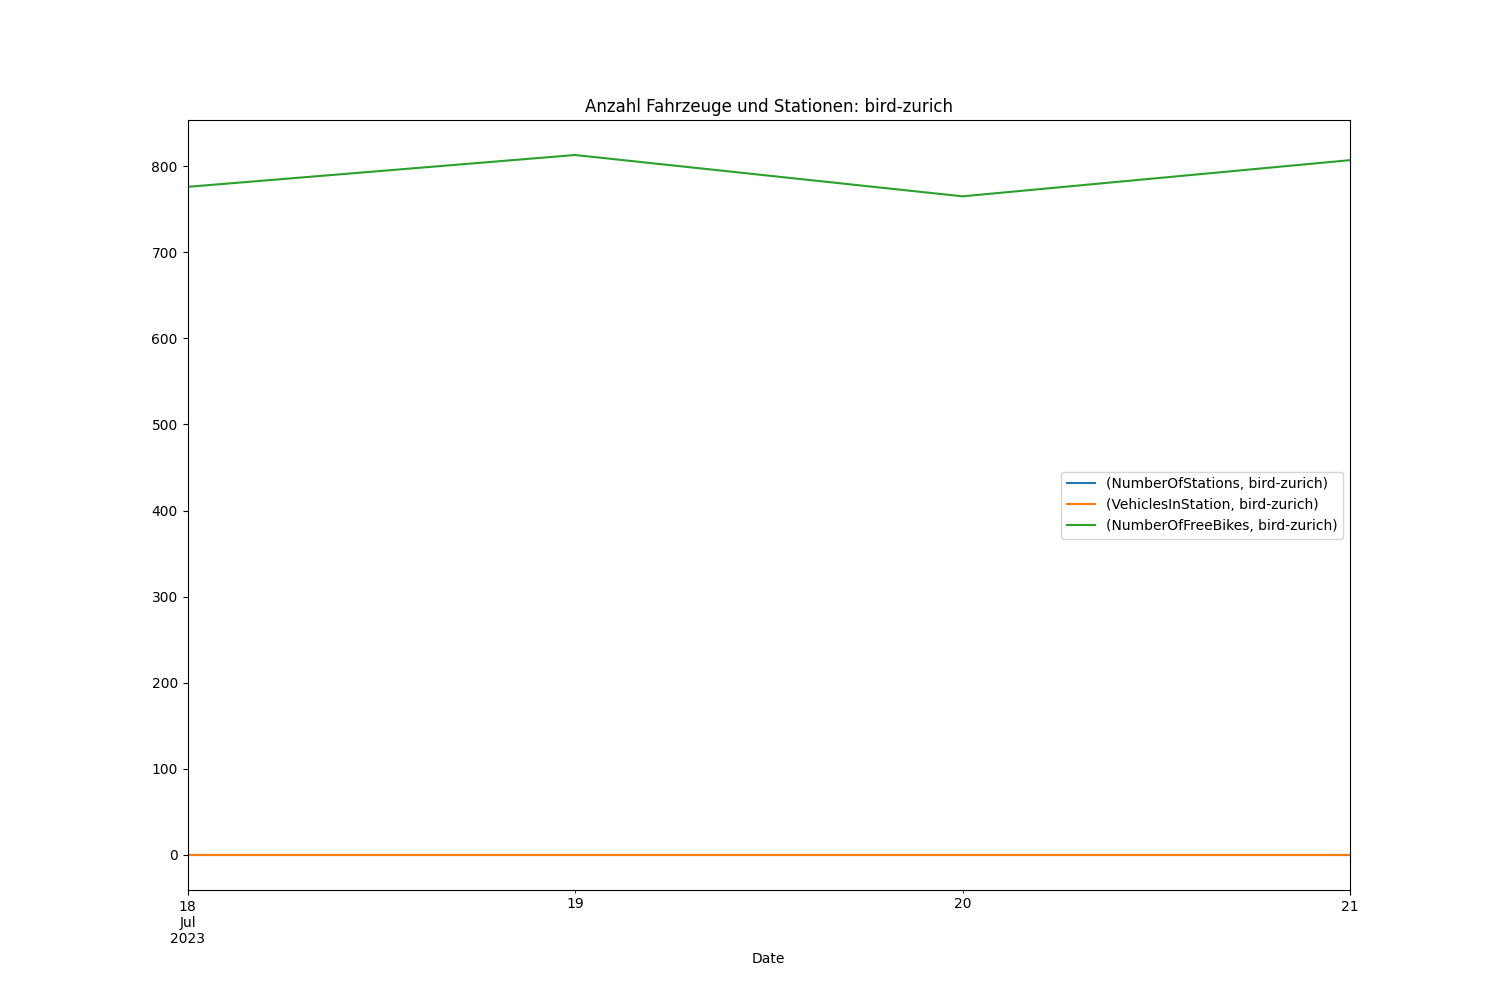 Anzahl Fahrzeuge und Stationen: bird-zurich
800
700
600
500
400
300
200
100
0
(NumberOfStations, bird-zurich)
(VehiclesInStation, bird-zurich)
(NumberOfFreeBikes, bird-zurich)
18 19 20 21
Jul
2023
Date